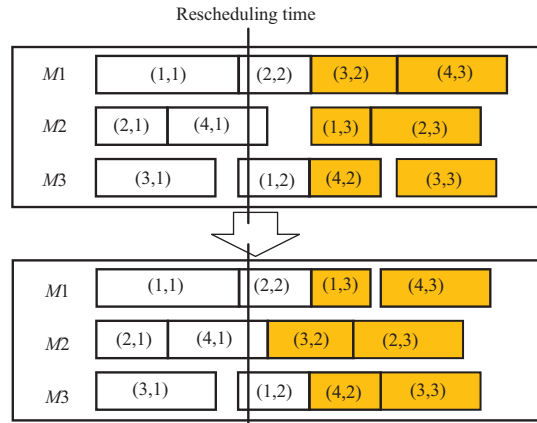 Rescheduling time
M1 (1,1) (2,2) (3,2) (4,3)
M2 (2,1) (4,1) (1,3) (2,3)
M3 (3,1) (1,2) (4,2) (3,3)
M1 (1,1) (2,2) (1,3) (4,3)
M2 (2,1) (4,1) (3,2) (2,3)
M3 (3,1) (1,2) (4,2) (3,3)